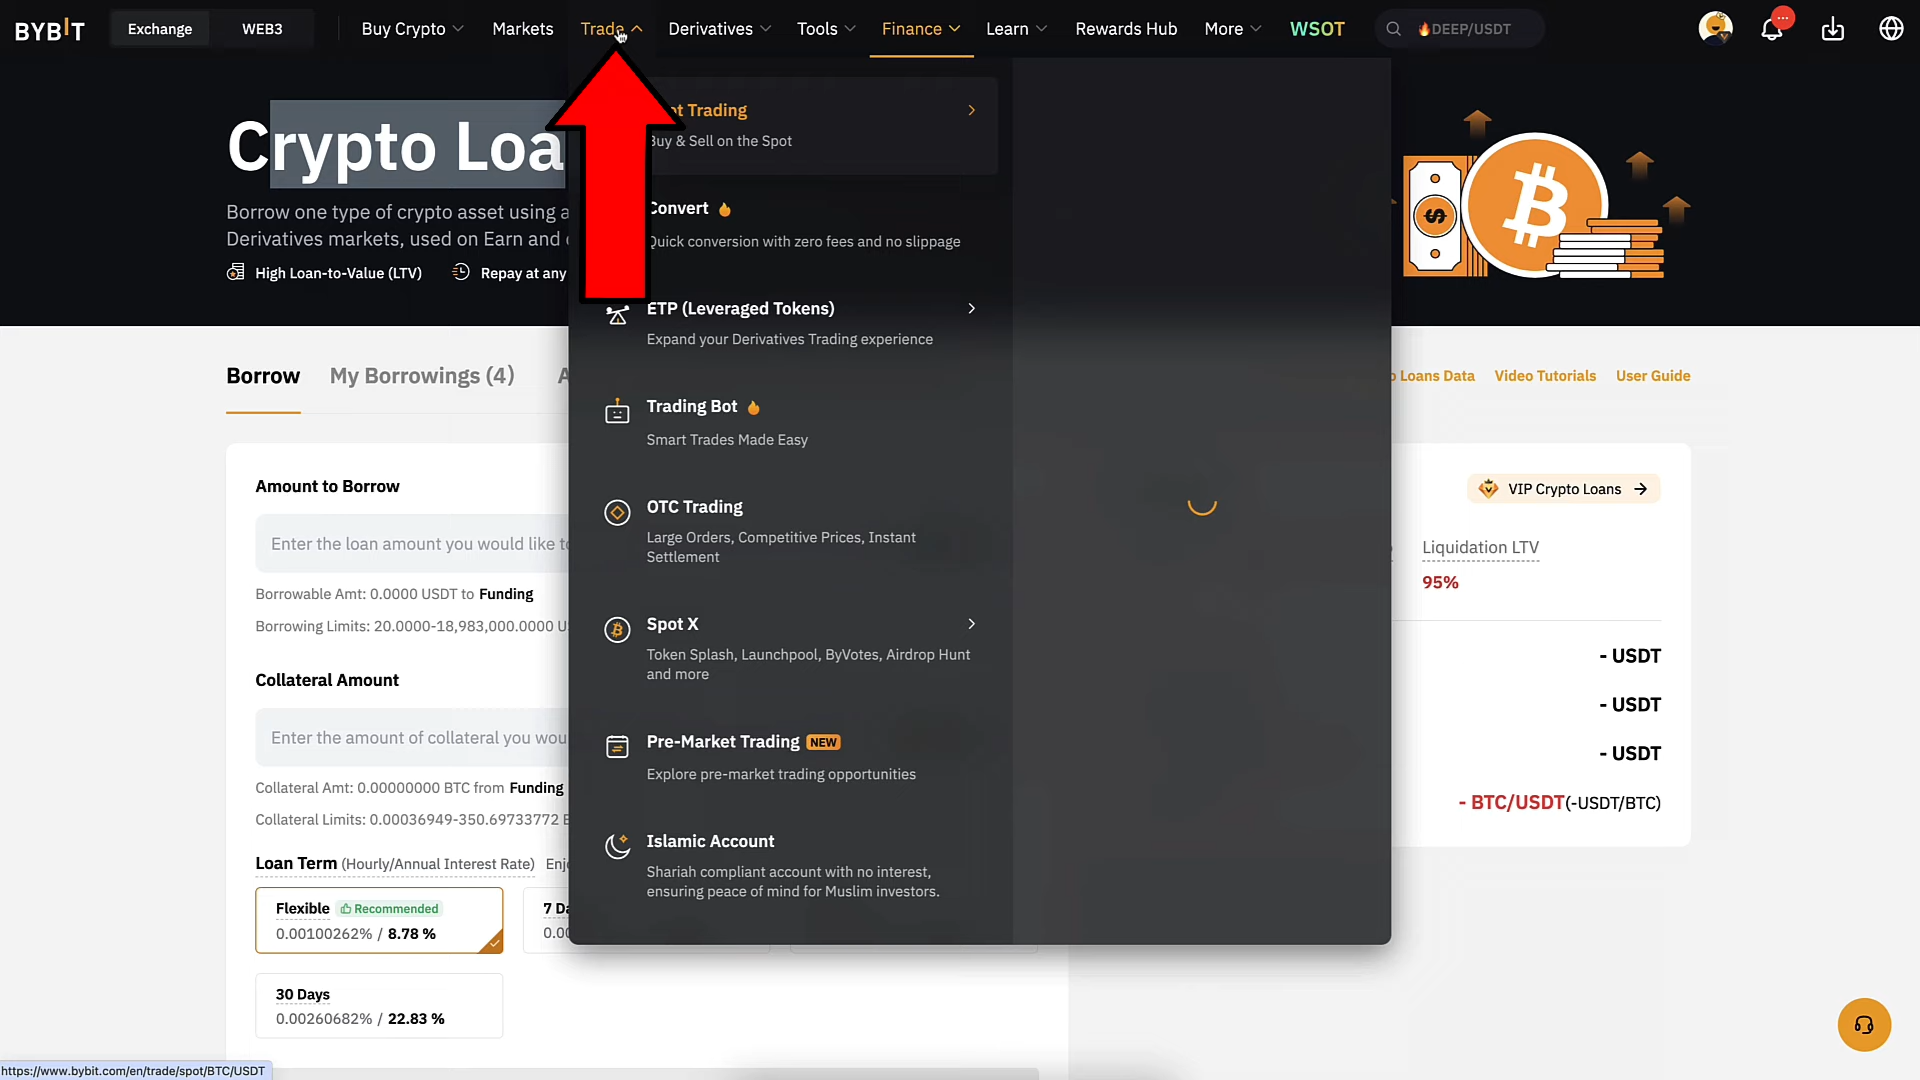 BYBIT
Exchange
WEB3
Buy Crypto
Markets
Trade
Derivatives
Tools
Finance
Learn
Rewards Hub
More
WSOT
DEEP/USDT
Crypto Loa
Borrow one type of crypto asset using a
Derivatives markets, used on Earn and
High Loan-to-Value (LTV)
Repay at any
Trading
Buy & Sell on the Spot
Convert
Quick conversion with zero fees and no slippage
ETP (Leveraged Tokens)
Expand your Derivatives Trading experience
Trading Bot
Smart Trades Made Easy
OTC Trading
Large Orders, Competitive Prices, Instant
Settlement
Spot X
Token Splash, Launchpool, ByVotes, Airdrop Hunt
and more
Pre-Market Trading NEW
Explore pre-market trading opportunities
Islamic Account
Shariah compliant account with no interest,
ensuring peace of mind for Muslim investors.
Borrow
My Borrowings (4)
Loans Data
Video Tutorials
User Guide
Amount to Borrow
Enter the loan amount you would like to
Borrowable Amt: 0.0000 USDT to Funding
Borrowing Limits: 20.0000-18,983,000.0000 U
Collateral Amount
Enter the amount of collateral you wou
Collateral Amt: 0.00000000 BTC from Funding
Collateral Limits: 0.00036949-350.69733772
Loan Term (Hourly/Annual Interest Rate)
Enj
Flexible Recommended
0.00100262% / 8.78 %
7 Da
0.00
30 Days
0.00260682% / 22.83 %
VIP Crypto Loans
Liquidation LTV
95%
- USDT
- USDT
- USDT
- BTC/USDT(-USDT/BTC)
https://www.bybit.com/en/trade/spot/BTC/USDT